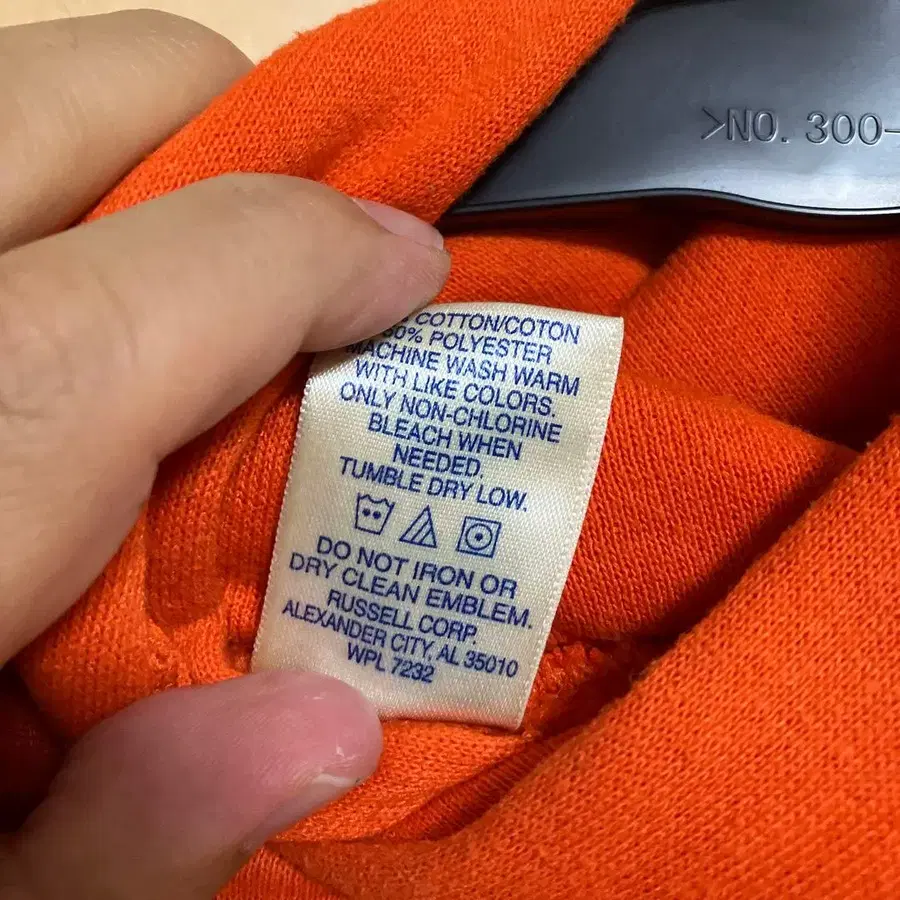 >NO. 300-
% COTTON/COTON
50% POLYESTER
MACHINE WASH WARM
WITH LIKE COLORS.
ONLY NON-CHLORINE
BLEACH WHEN
NEEDED.
TUMBLE DRY LOW.
DO NOT IRON OR
DRY CLEAN EMBLEM.
RUSSELL CORP.
ALEXANDER CITY, AL 35010
WPL 7232